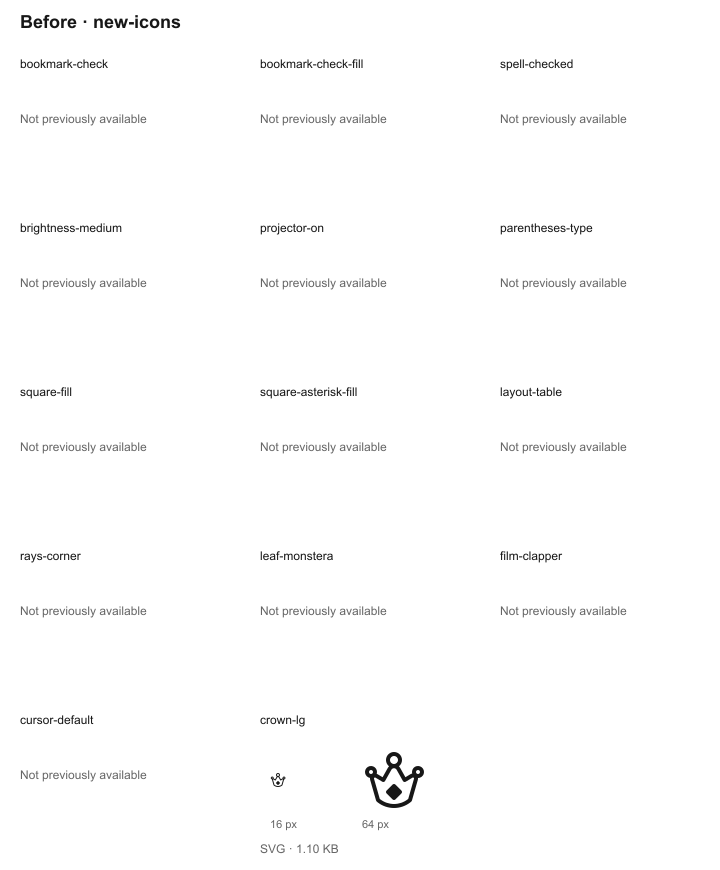 Before · new-icons
bookmark-check
bookmark-check-fill
spell-checked
Not previously available
Not previously available
Not previously available
brightness-medium
projector-on
parentheses-type
Not previously available
Not previously available
Not previously available
square-fill
square-asterisk-fill
layout-table
Not previously available
Not previously available
Not previously available
rays-corner
leaf-monstera
film-clapper
Not previously available
Not previously available
Not previously available
cursor-default
crown-lg
Not previously available
16 px
64 px
SVG · 1.10 KB